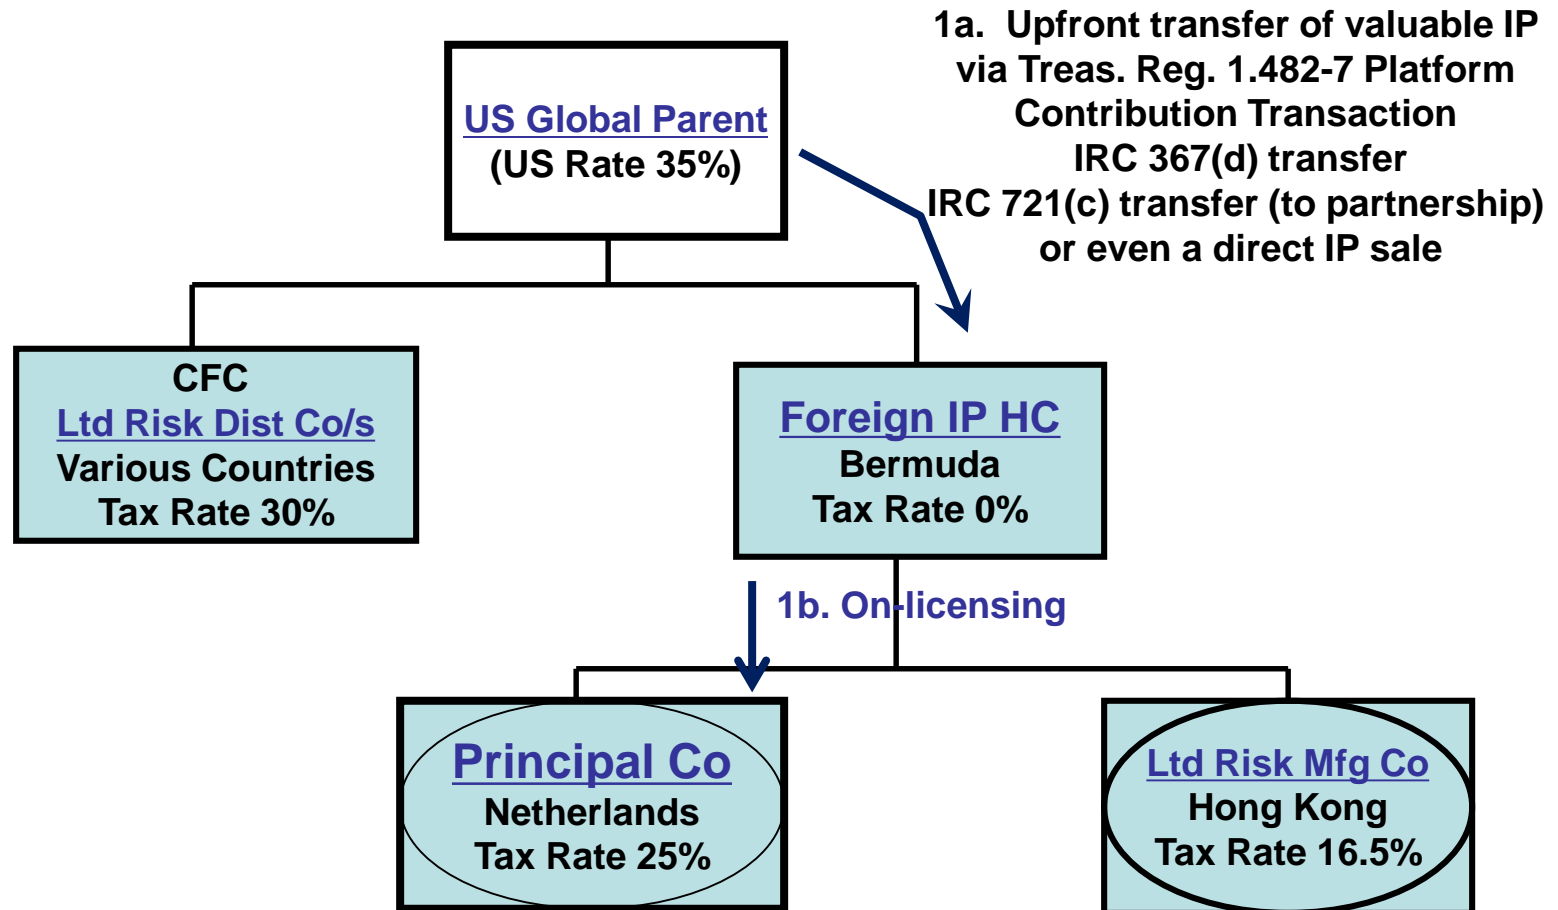 1a. Upfront transfer of valuable IP
via Treas. Reg. 1.482-7 Platform
Contribution Transaction
IRC 367(d) transfer
IRC 721(c) transfer (to partnership)
or even a direct IP sale
US Global Parent
(US Rate 35%)
CFC
Ltd Risk Dist Co/s
Various Countries
Tax Rate 30%
Foreign IP HC
Bermuda
Tax Rate 0%
1b. On-licensing
Principal Co
Netherlands
Tax Rate 25%
Ltd Risk Mfg Co
Hong Kong
Tax Rate 16.5%